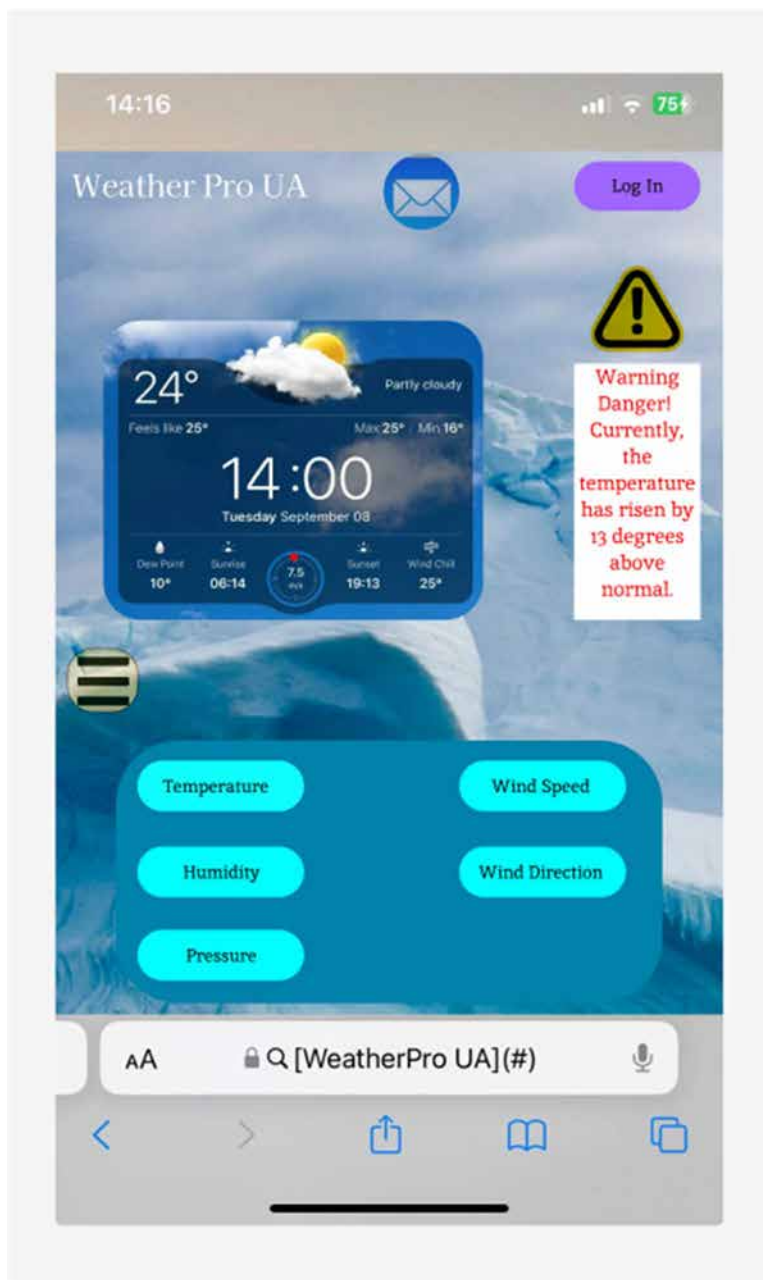 14:16
75
Weather Pro UA
Log In
24°
Partly cloudy
Feels like 25°
Max 25° Min 16°
14:00
Tuesday September 08
Dew Point
Sunrise
Sunset
Wind Chill
10°
06:14
7.5
m/s
19:13
25°
Warning
Danger!
Currently,
the
temperature
has risen by
13 degrees
above
normal.
Temperature
Wind Speed
Humidity
Wind Direction
Pressure
AA
[WeatherPro UA](#)